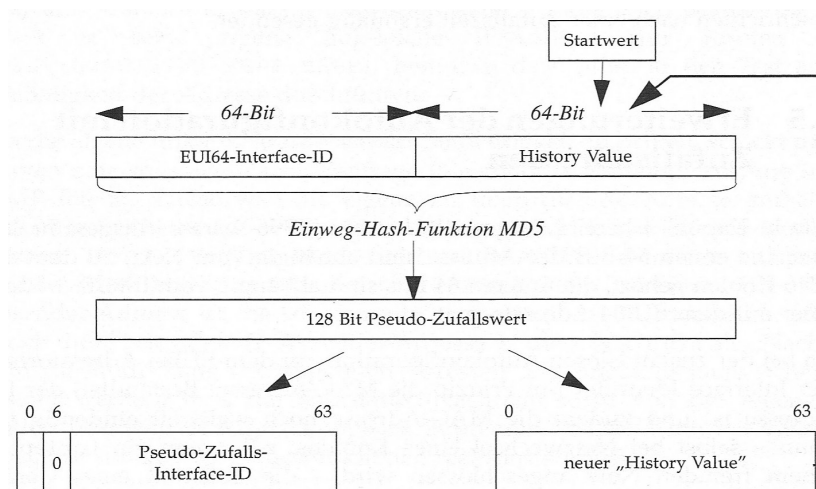 Startwert
64-Bit 64-Bit
EUI64-Interface-ID History Value
Einweg-Hash-Funktion MD5
128 Bit Pseudo-Zufallswert
0 6 63 0 63
0 Pseudo-Zufalls-
Interface-ID neuer „History Value”